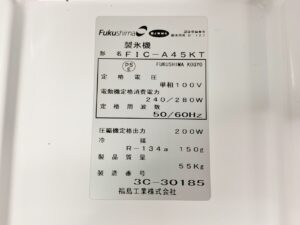 Fukushima
製氷機
形名 FIC-A45KT
PS E FUKUSHIMA KOGYO
定格電圧
単相100V
電動機定格消費電力
240/280W
定格周波数
50/60Hz
圧縮機定格出力
200W
冷媒
R-134a 150g
製品質量
55Kg
製造番号
3C-30185
福島工業株式会社